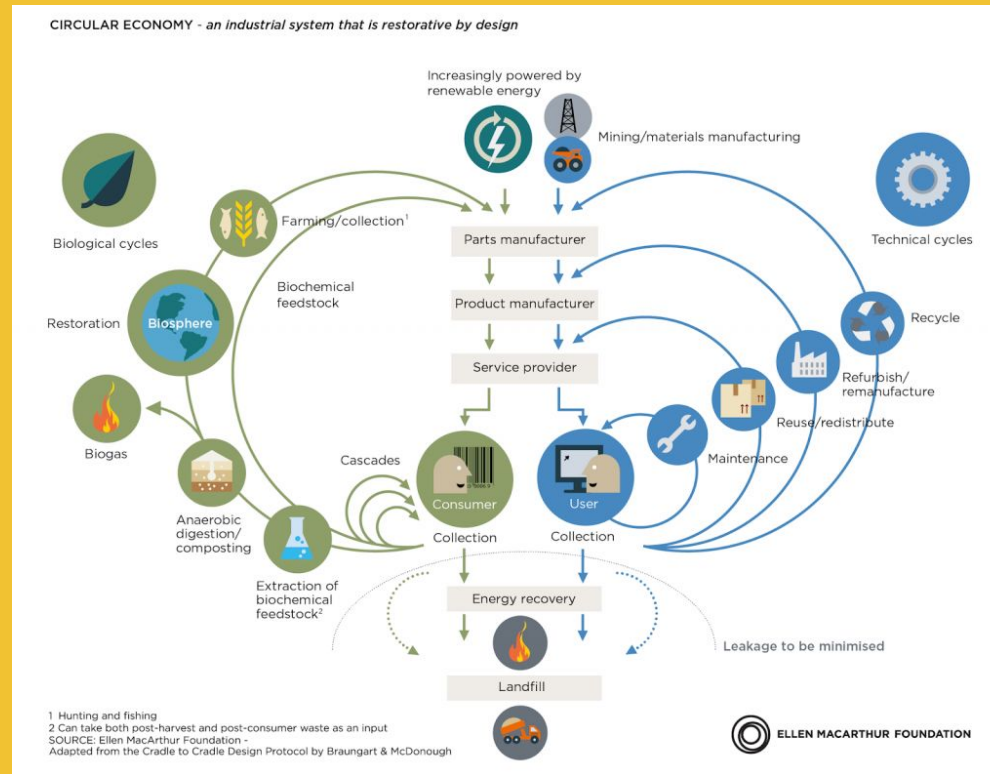 CIRCULAR ECONOMY - an industrial system that is restorative by design
Increasingly powered by
renewable energy
Mining/materials manufacturing
Biological cycles
Farming/collection¹
Technical cycles
Parts manufacturer
Biochemical
feedstock
Product manufacturer
Restoration
Biosphere
Recycle
Service provider
Refurbish/
remanufacture
Reuse/redistribute
Biogas
Cascades
Maintenance
Consumer
User
Anaerobic
digestion/
composting
Collection
Collection
Extraction of
biochemical
feedstock²
Energy recovery
Leakage to be minimised
Landfill
1 Hunting and fishing
2 Can take both post-harvest and post-consumer waste as an input
SOURCE: Ellen MacArthur Foundation -
Adapted from the Cradle to Cradle Design Protocol by Braungart & McDonough
ELLEN MACARTHUR FOUNDATION